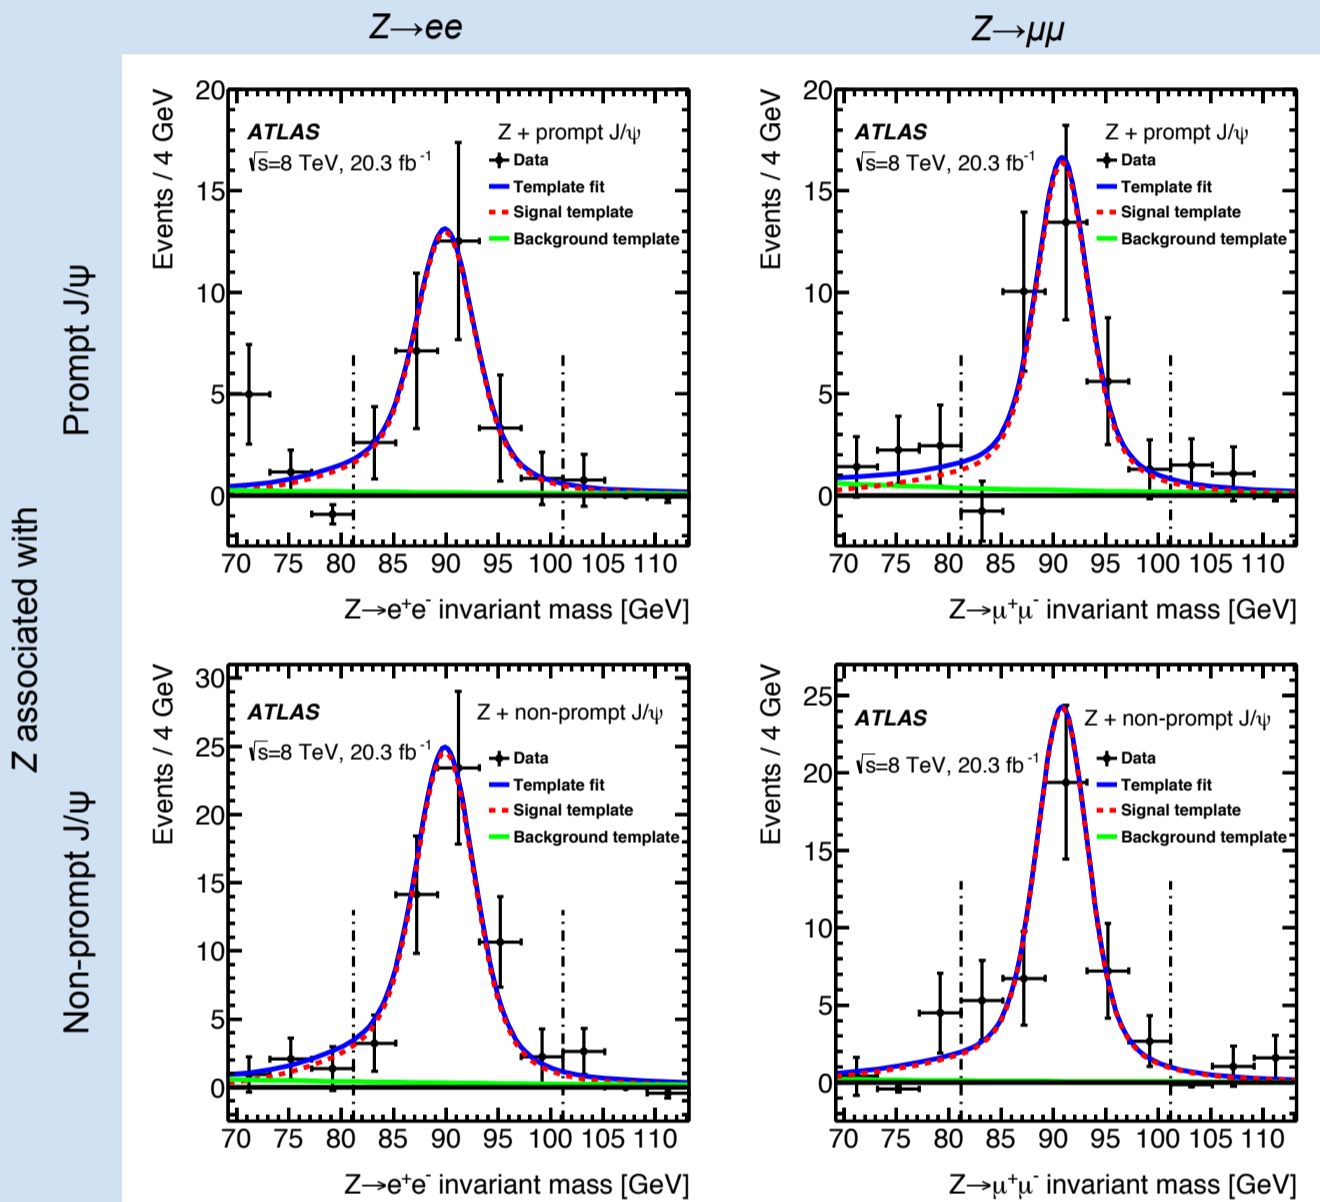 Z→ee
Z→μμ
Z associated with
Prompt J/ψ
Non-prompt J/ψ
Events / 4 GeV
20
15
10
5
0
ATLAS
√s=8 TeV, 20.3 fb⁻¹
Z + prompt J/ψ
Data
Template fit
Signal template
Background template
70 75 80 85 90 95 100 105 110
Z→e⁺e⁻ invariant mass [GeV]
Events / 4 GeV
20
15
10
5
0
ATLAS
√s=8 TeV, 20.3 fb⁻¹
Z + prompt J/ψ
Data
Template fit
Signal template
Background template
70 75 80 85 90 95 100 105 110
Z→μ⁺μ⁻ invariant mass [GeV]
Events / 4 GeV
30
25
20
15
10
5
0
ATLAS
√s=8 TeV, 20.3 fb⁻¹
Z + non-prompt J/ψ
Data
Template fit
Signal template
Background template
70 75 80 85 90 95 100 105 110
Z→e⁺e⁻ invariant mass [GeV]
Events / 4 GeV
25
20
15
10
5
0
ATLAS
√s=8 TeV, 20.3 fb⁻¹
Z + non-prompt J/ψ
Data
Template fit
Signal template
Background template
70 75 80 85 90 95 100 105 110
Z→μ⁺μ⁻ invariant mass [GeV]